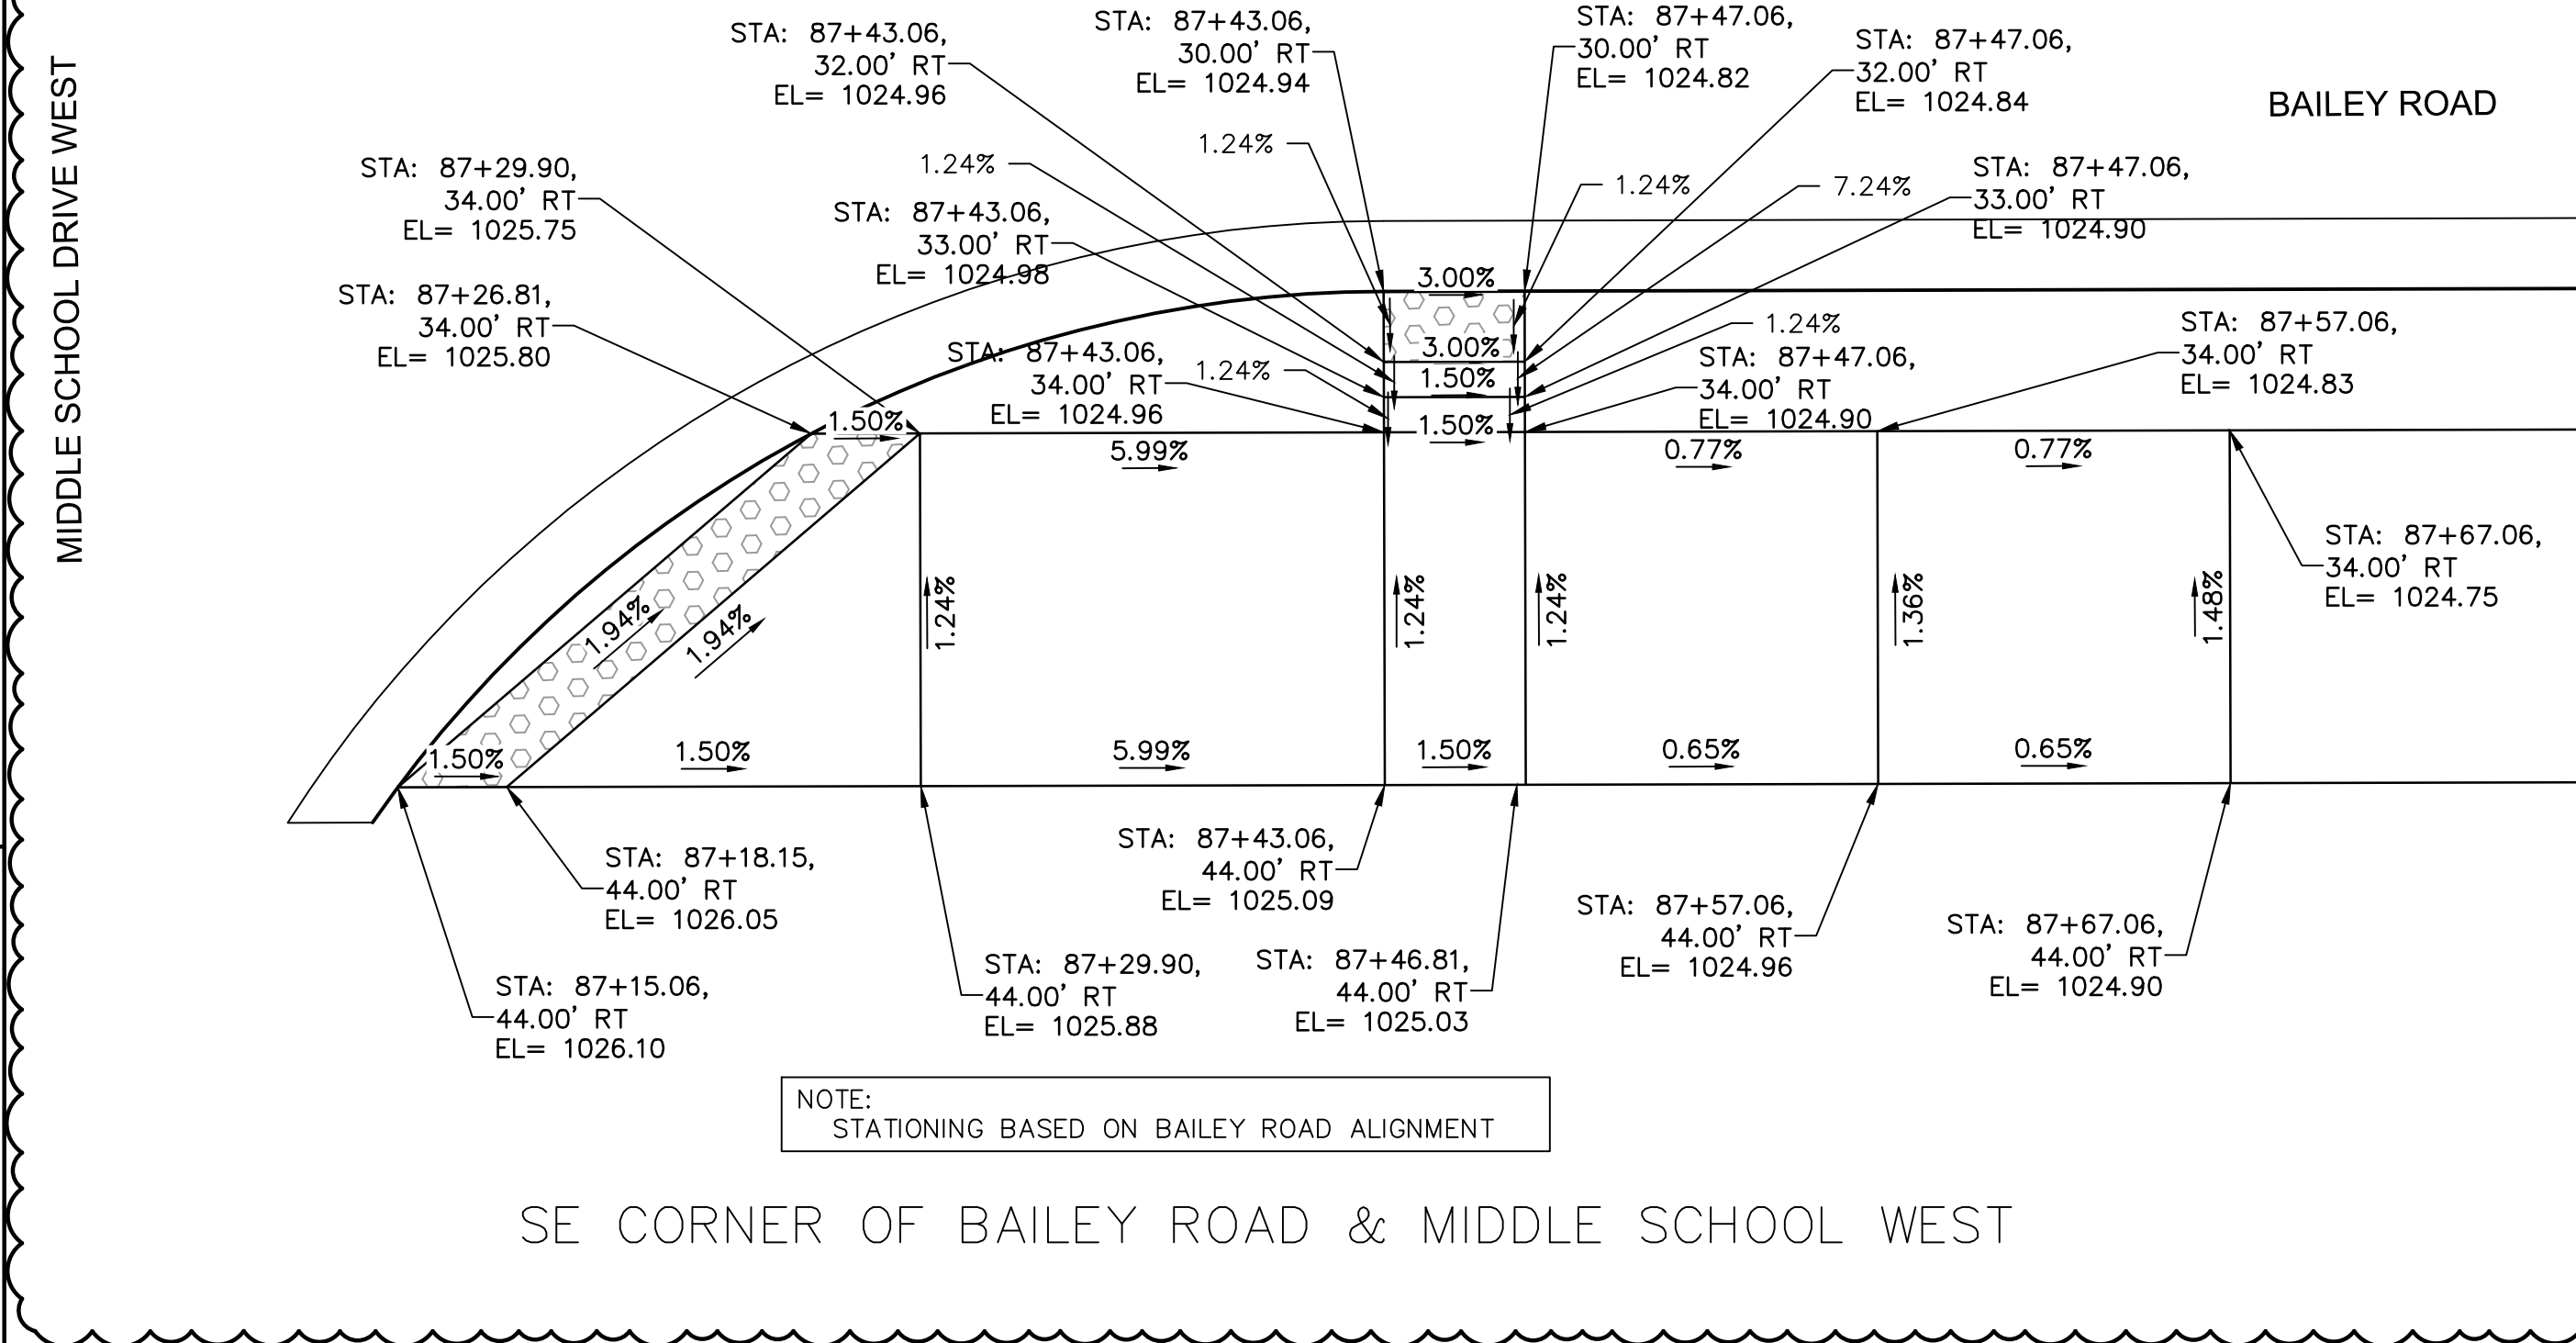 MIDDLE SCHOOL DRIVE WEST
BAILEY ROAD
STA: 87+43.06,
32.00' RT
EL= 1024.96
STA: 87+43.06,
30.00' RT
EL= 1024.94
STA: 87+47.06,
30.00' RT
EL= 1024.82
STA: 87+47.06,
32.00' RT
EL= 1024.84
1.24%
1.24%
1.24%
7.24%
STA: 87+29.90,
34.00' RT
EL= 1025.75
STA: 87+43.06,
33.00' RT
EL= 1024.98
STA: 87+47.06,
33.00' RT
EL= 1024.90
STA: 87+26.81,
34.00' RT
EL= 1025.80
3.00%
3.00%
1.50%
1.50%
STA: 87+43.06,
34.00' RT
EL= 1024.96
1.24%
1.24%
STA: 87+47.06,
34.00' RT
EL= 1024.90
STA: 87+57.06,
34.00' RT
EL= 1024.83
1.50%
5.99%
0.77%
0.77%
STA: 87+67.06,
34.00' RT
EL= 1024.75
1.94%
1.94%
1.24%
1.24%
1.24%
1.36%
1.48%
1.50%
1.50%
5.99%
1.50%
0.65%
0.65%
STA: 87+18.15,
44.00' RT
EL= 1026.05
STA: 87+43.06,
44.00' RT
EL= 1025.09
STA: 87+57.06,
44.00' RT
EL= 1024.96
STA: 87+67.06,
44.00' RT
EL= 1024.90
STA: 87+15.06,
44.00' RT
EL= 1026.10
STA: 87+29.90,
44.00' RT
EL= 1025.88
STA: 87+46.81,
44.00' RT
EL= 1025.03
NOTE:
STATIONING BASED ON BAILEY ROAD ALIGNMENT
SE CORNER OF BAILEY ROAD & MIDDLE SCHOOL WEST